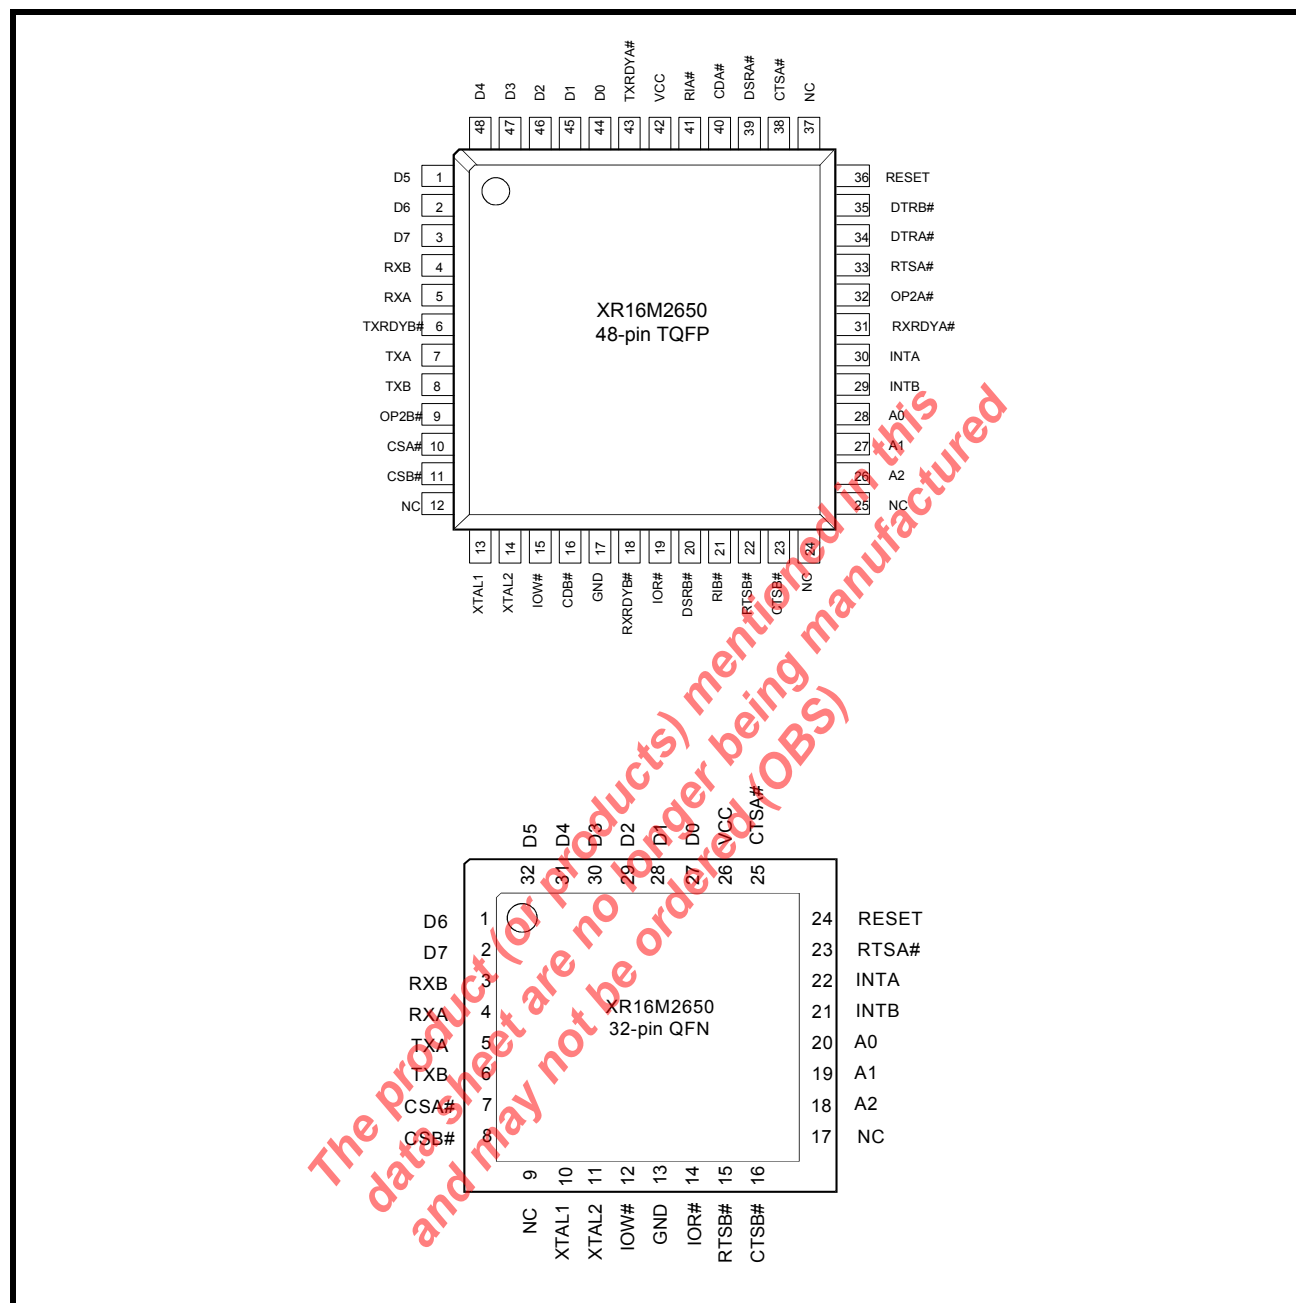 D4 D3 D2 D1 D0 TXRDYA# VCC RIA# CDA# DSRA# CTSA# NC
48 47 46 45 44 43 42 41 40 39 38 37
D5 1 36 RESET
D6 2 35 DTRB#
D7 3 34 DTRA#
RXB 4 33 RTSA#
RXA 5 32 OP2A#
TXRDYB# 6 31 RXRDYA#
TXA 7 30 INTA
TXB 8 29 INTB
OP2B# 9 28 A0
CSA# 10 27 A1
CSB# 11 26 A2
NC 12 25 NC
XR16M2650
48-pin TQFP
13 14 15 16 17 18 19 20 21 22 23 24
XTAL1 XTAL2 IOW# CDB# GND RXRDYB# IOR# DSRB# RIB# RTSB# CTSB# NC
D5 D4 D3 D2 D1 D0 VCC CTSA#
32 31 30 29 28 27 26 25
D6 1 24 RESET
D7 2 23 RTSA#
RXB 3 22 INTA
RXA 4 21 INTB
TXA 5 20 A0
TXB 6 19 A1
CSA# 7 18 A2
CSB# 8 17 NC
XR16M2650
32-pin QFN
9 10 11 12 13 14 15 16
NC XTAL1 XTAL2 IOW# GND IOR# RTSB# CTSB#
The product (or products) mentioned in this
data sheet are no longer being manufactured
and may not be ordered (OBS)